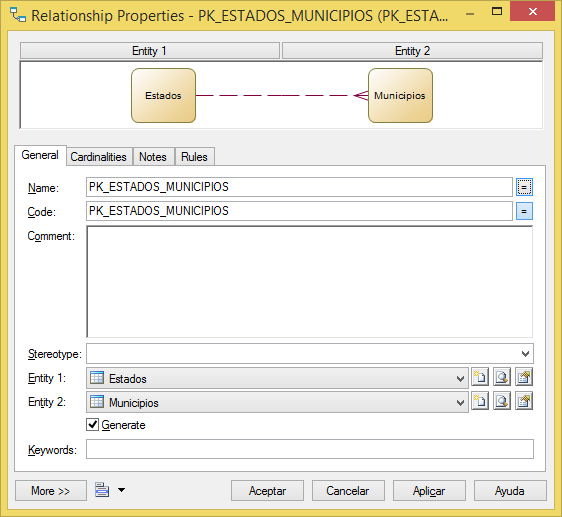 Relationship Properties - PK_ESTADOS_MUNICIPIOS (PK_ESTA...
Entity 1 Entity 2
Estados Municipios
General Cardinalities Notes Rules
Name: PK_ESTADOS_MUNICIPIOS =
Code: PK_ESTADOS_MUNICIPIOS =
Comment:
Stereotype:
Entity 1: Estados
Entity 2: Municipios
Generate
Keywords:
More >> Aceptar Cancelar Aplicar Ayuda